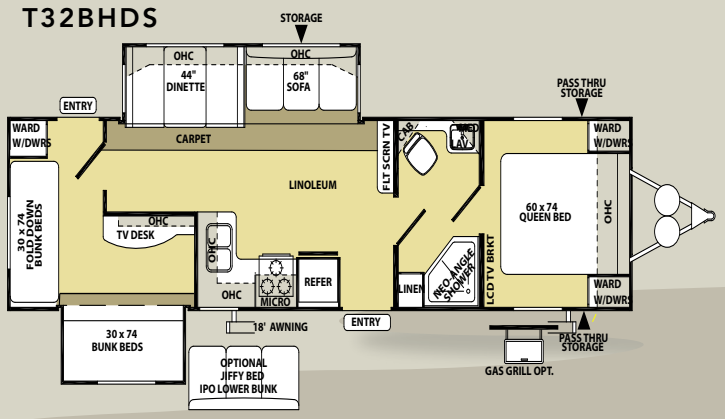 T32BHDS
STORAGE
OHC
44"
DINETTE
OHC
68"
SOFA
PASS THRU
STORAGE
ENTRY
WARD
W/DWRS
CARPET
FLT SCRN TV
CAB
MED
LAV
WARD
W/DWRS
LINOLEUM
30 x 74
FOLD DOWN
BUNK BEDS
60 x 74
QUEEN BED
OHC
OHC
TV DESK
OHC
OHC
MICRO
REFER
LINEN
NEO-ANGLE
SHOWER
LCD TV BRKT
WARD
W/DWRS
30 x 74
BUNK BEDS
18' AWNING
ENTRY
PASS THRU
STORAGE
OPTIONAL
JIFFY BED
IPO LOWER BUNK
GAS GRILL OPT.